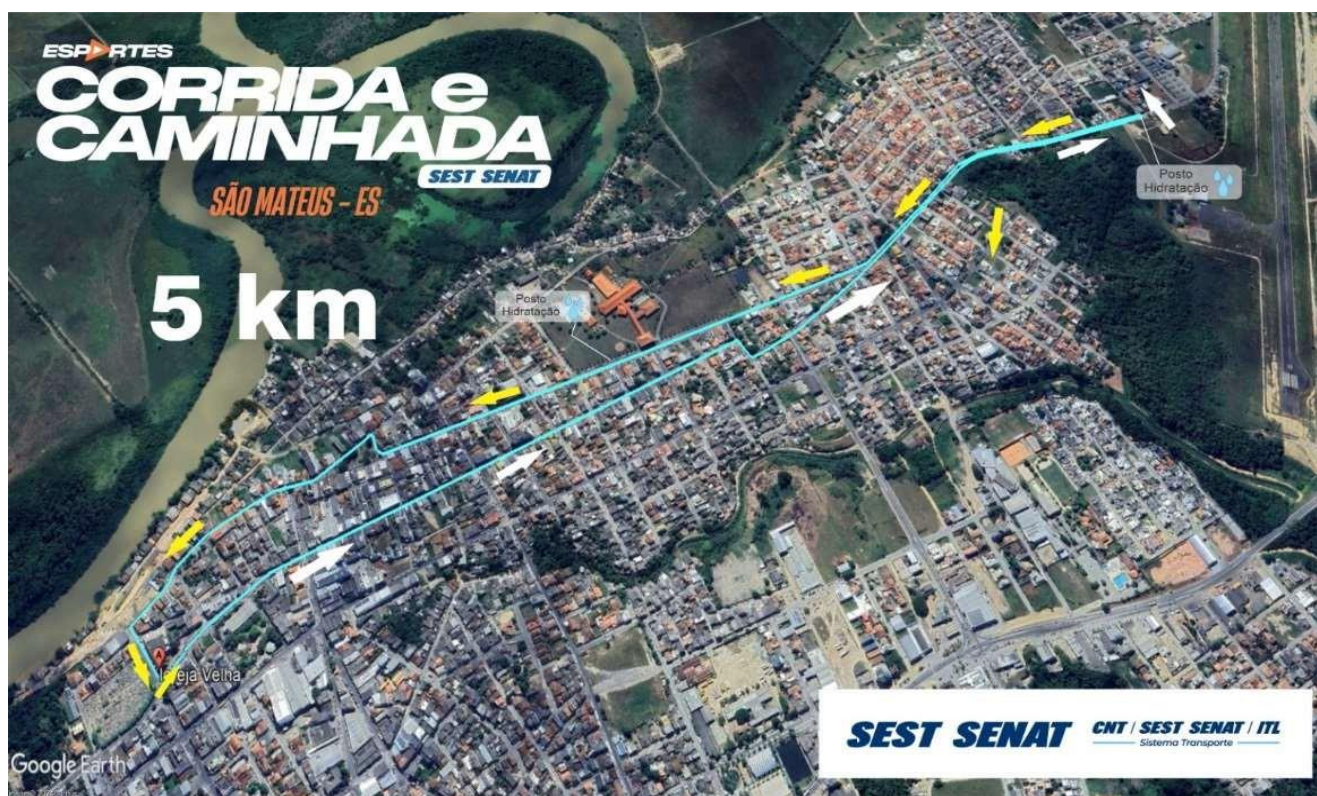 ESPORTES
CORRIDA e
CAMINHADA
SEST SENAT
SÃO MATEUS - ES
5 km
Posto
Hidratação
Posto
Hidratação
A
Igreja Velha
SEST SENAT
CNT / SEST SENAT / ITL
Sistema Transporte
Google Earth